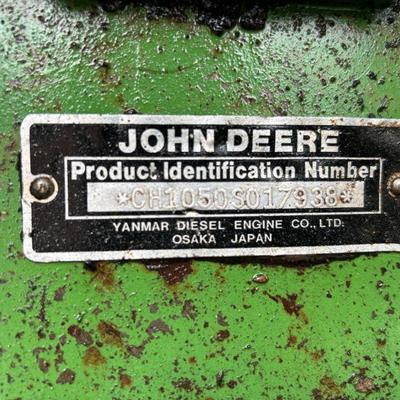 JOHN DEERE
Product Identification Number
*CH1050S017938*
YANMAR DIESEL ENGINE CO., LTD.
OSAKA JAPAN